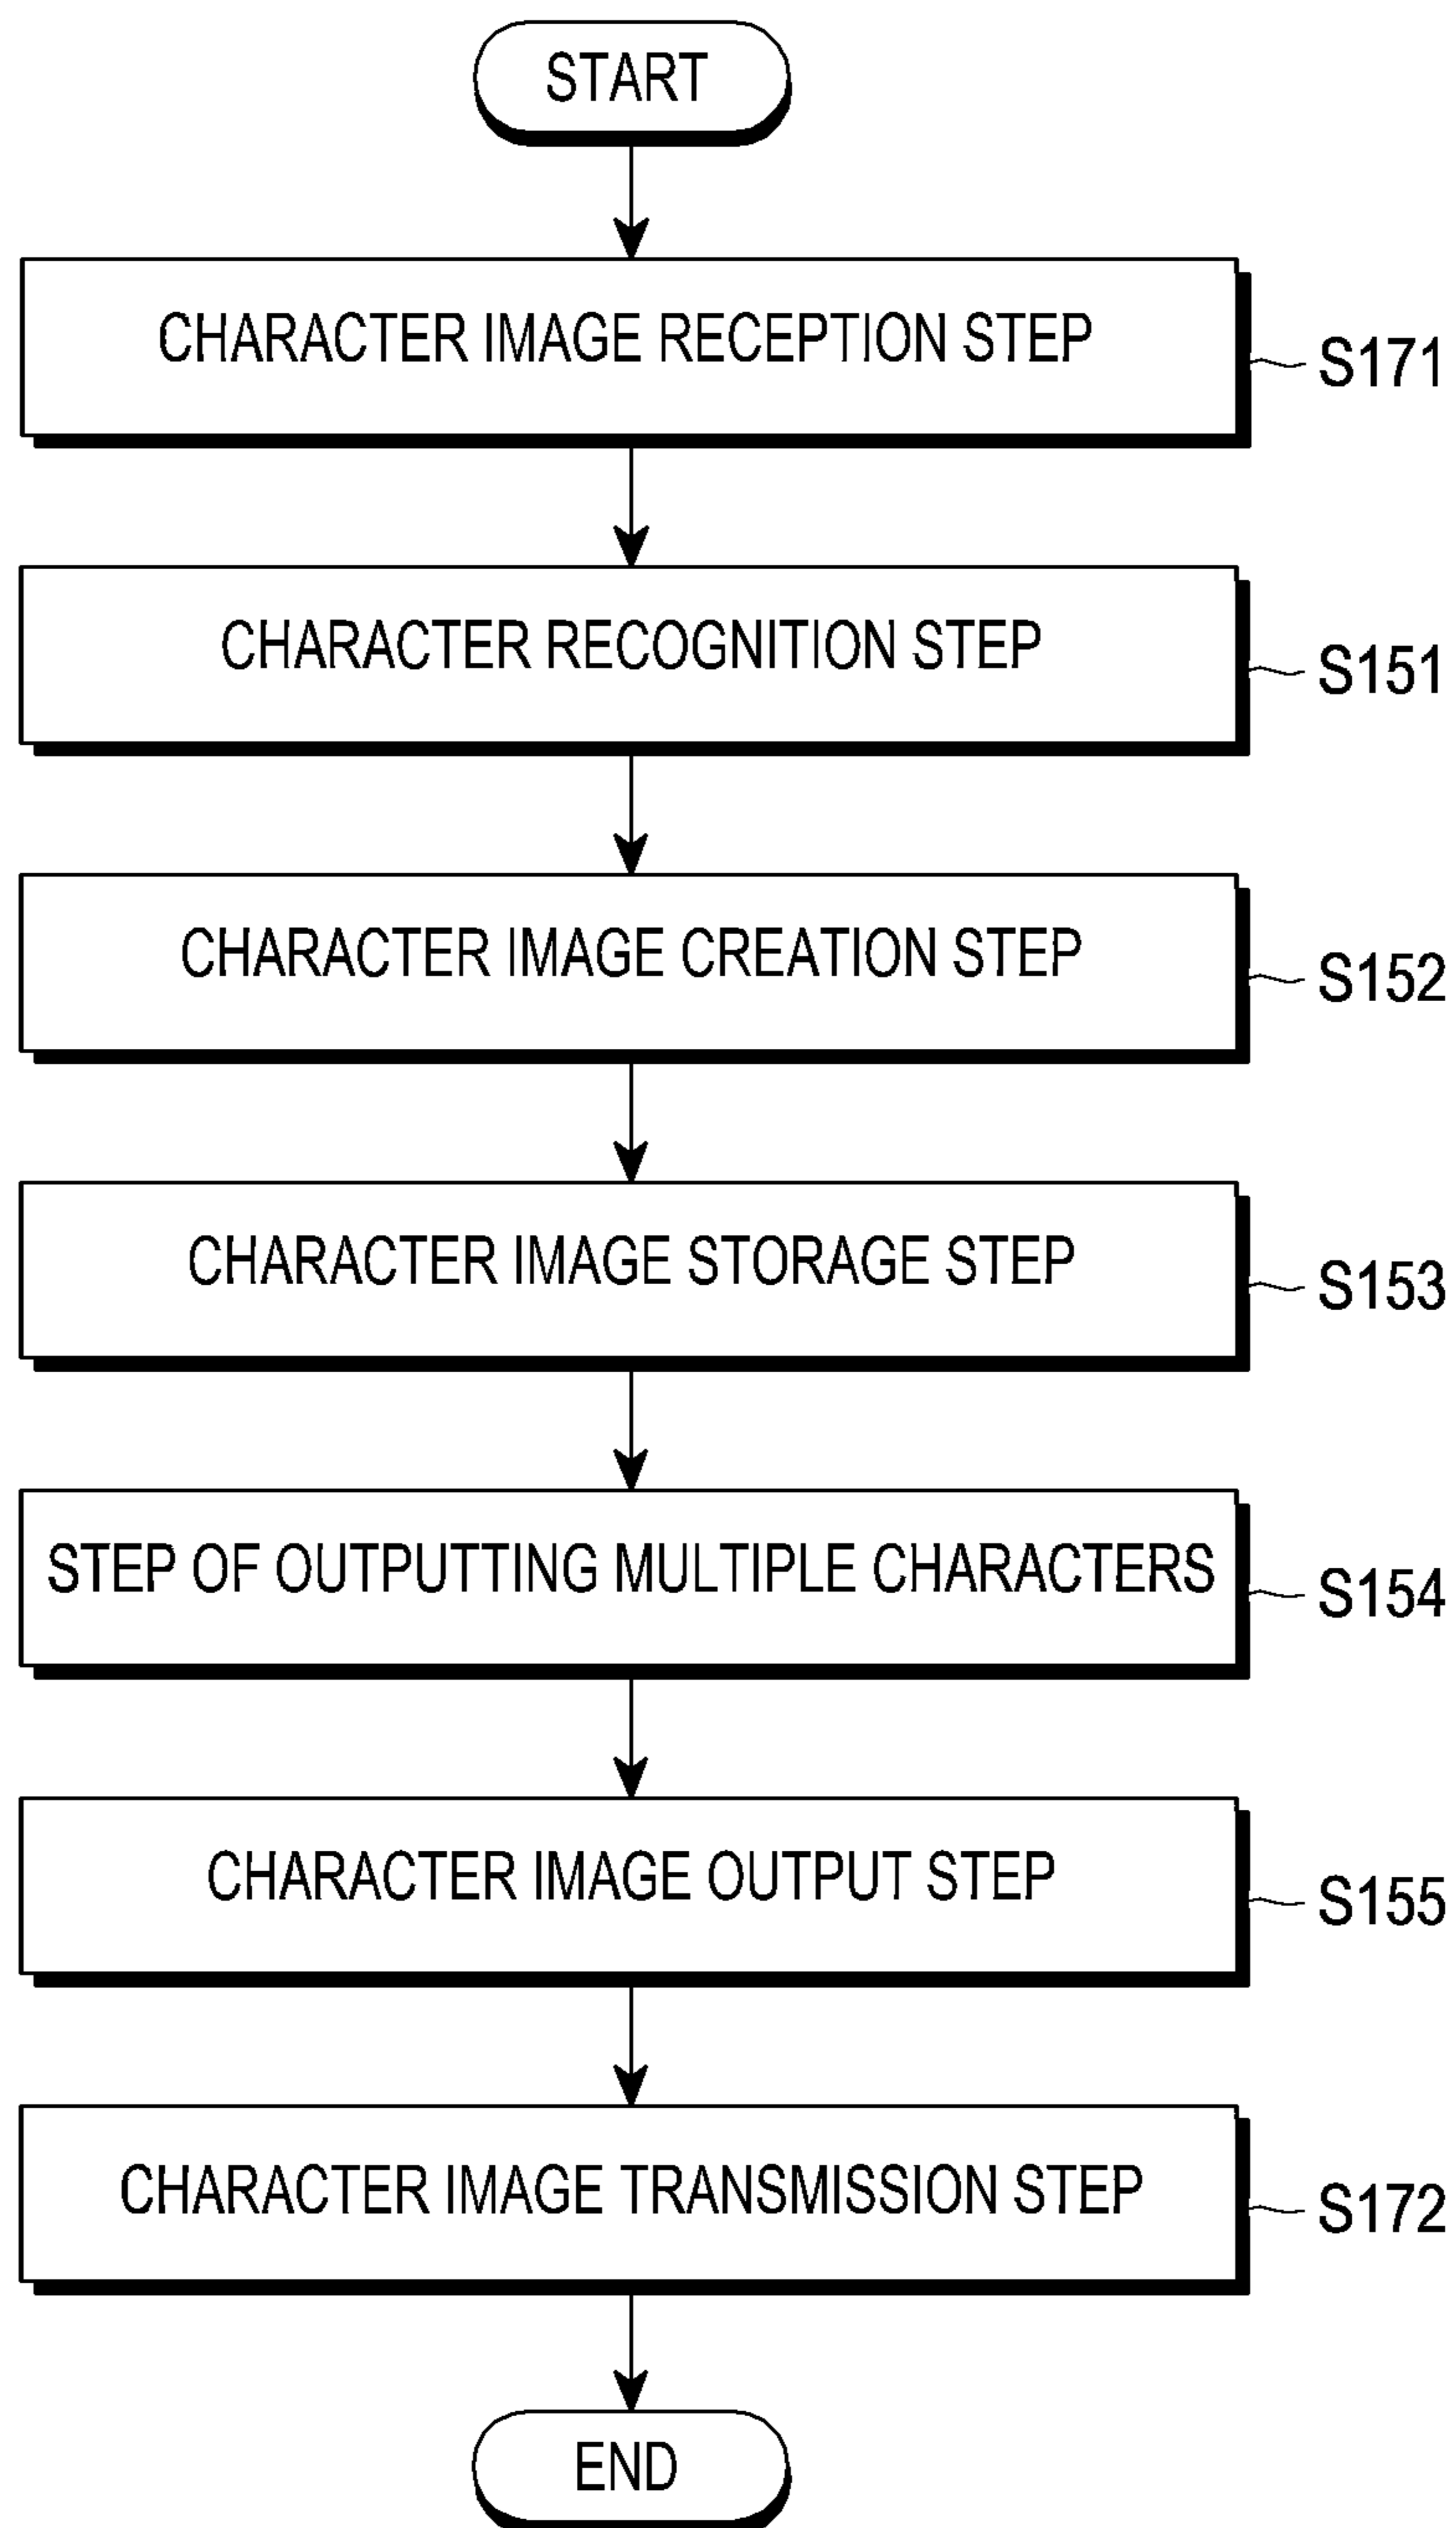 START
CHARACTER IMAGE RECEPTION STEP
S171
CHARACTER RECOGNITION STEP
S151
CHARACTER IMAGE CREATION STEP
S152
CHARACTER IMAGE STORAGE STEP
S153
STEP OF OUTPUTTING MULTIPLE CHARACTERS
S154
CHARACTER IMAGE OUTPUT STEP
S155
CHARACTER IMAGE TRANSMISSION STEP
S172
END